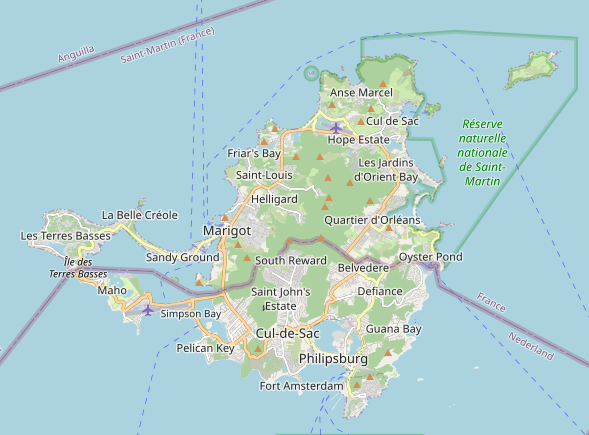 Anguilla
Saint-Martin (France)
Anse Marcel
Cul de Sac
Hope Estate
Réserve
naturelle
nationale
de Saint-
Martin
Friar's Bay
Les Jardins
d'Orient Bay
Saint-Louis
Helligard
La Belle Créole
Quartier d'Orléans
Les Terres Basses
Marigot
Sandy Ground
Île des
Terres Basses
South Reward
Oyster Pond
Belvedere
Maho
Saint John's
Estate
Defiance
France
Simpson Bay
Cul-de-Sac
Guana Bay
Nederland
Pelican Key
Philipsburg
Fort Amsterdam